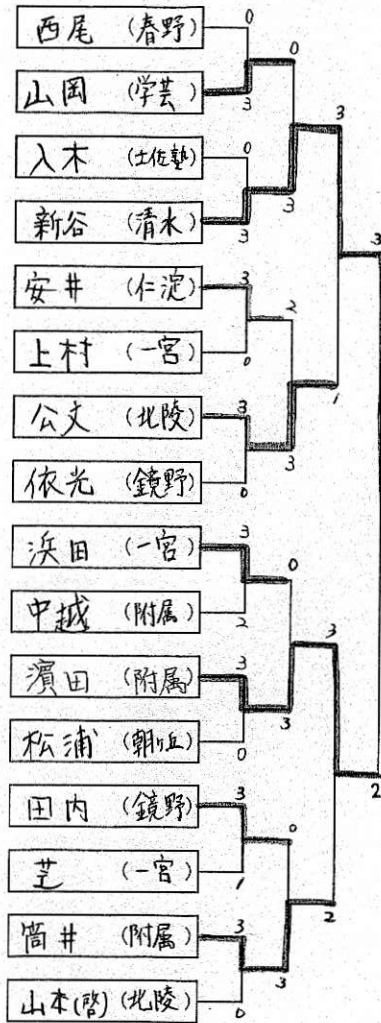 西尾 (春野)
0
0
山岡 (学芸)
3
3
入木 (土佐塾)
0
新谷 (清水)
3
3
3
安井 (仁淀)
3
2
上村 (一宮)
0
1
公文 (北陵)
3
3
依光 (鏡野)
0
浜田 (一宮)
3
0
中越 (附属)
2
3
濵田 (附属)
3
3
松浦 (朝ヶ丘)
0
2
田内 (鏡野)
3
0
芝 (一宮)
1
2
筒井 (附属)
3
3
山本(啓) (北陵)
0